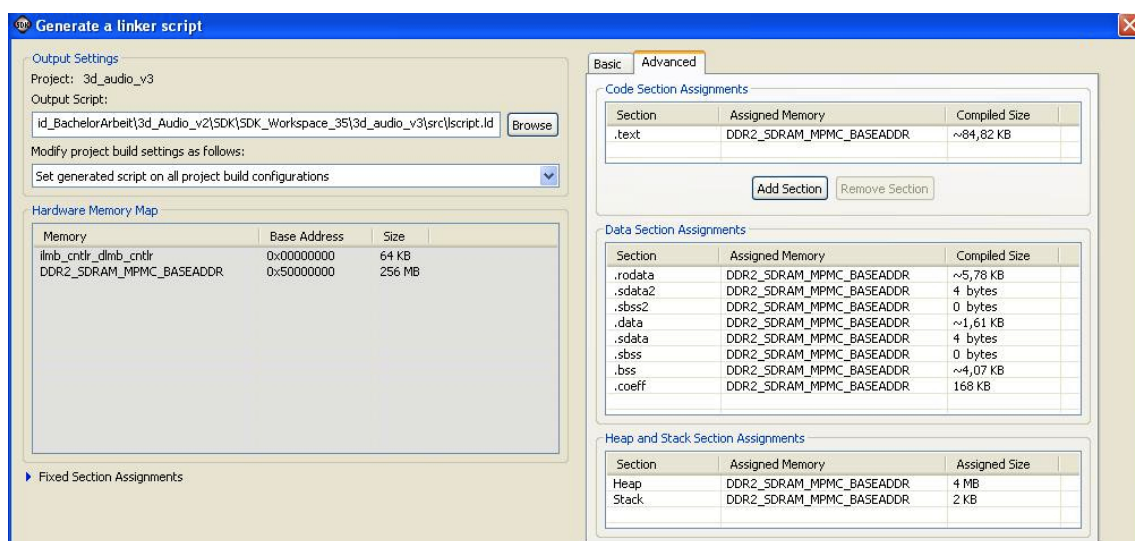 SDK Generate a linker script
Output Settings
Project: 3d_audio_v3
Output Script:
id_BachelorArbeit\3d_Audio_v2\SDK\SDK_Workspace_35\3d_audio_v3\src\lscript.ld Browse
Modify project build settings as follows:
Set generated script on all project build configurations
Hardware Memory Map
Memory Base Address Size
ilmb_cntlr_dlmb_cntlr 0x00000000 64 KB
DDR2_SDRAM_MPMC_BASEADDR 0x50000000 256 MB
Fixed Section Assignments
Basic Advanced
Code Section Assignments
Section Assigned Memory Compiled Size
.text DDR2_SDRAM_MPMC_BASEADDR ~84,82 KB
Add Section Remove Section
Data Section Assignments
Section Assigned Memory Compiled Size
.rodata DDR2_SDRAM_MPMC_BASEADDR ~5,78 KB
.sdata2 DDR2_SDRAM_MPMC_BASEADDR 4 bytes
.sbss2 DDR2_SDRAM_MPMC_BASEADDR 0 bytes
.data DDR2_SDRAM_MPMC_BASEADDR ~1,61 KB
.sdata DDR2_SDRAM_MPMC_BASEADDR 4 bytes
.sbss DDR2_SDRAM_MPMC_BASEADDR 0 bytes
.bss DDR2_SDRAM_MPMC_BASEADDR ~4,07 KB
.coeff DDR2_SDRAM_MPMC_BASEADDR 168 KB
Heap and Stack Section Assignments
Section Assigned Memory Assigned Size
Heap DDR2_SDRAM_MPMC_BASEADDR 4 MB
Stack DDR2_SDRAM_MPMC_BASEADDR 2 KB